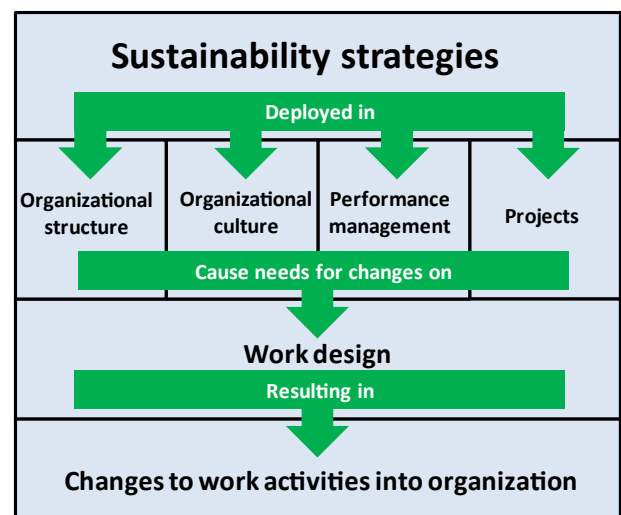 Sustainability strategies
Deployed in
Organizational
structure
Organizational
culture
Performance
management
Projects
Cause needs for changes on
Work design
Resulting in
Changes to work activities into organization